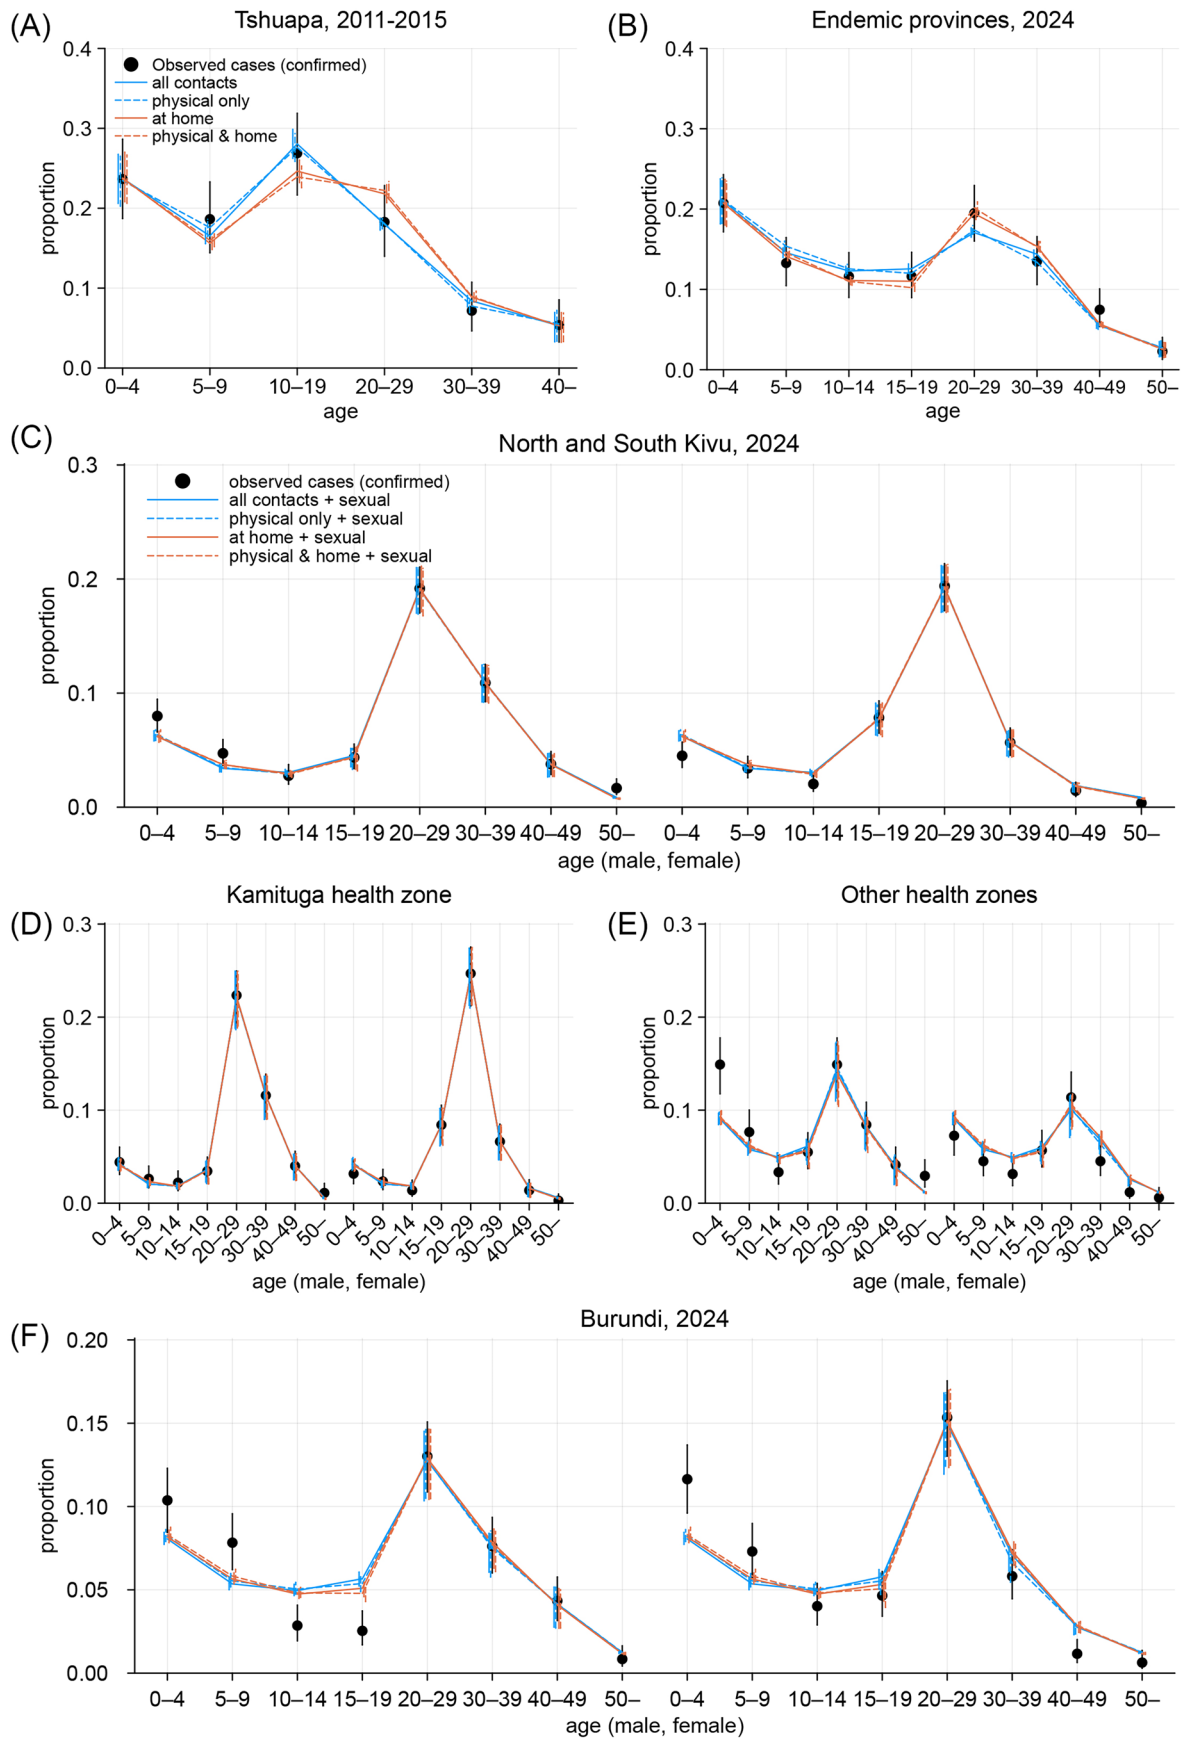 (A)
Tshuapa, 2011-2015
0.4
0.3
0.2
0.1
0.0
proportion
Observed cases (confirmed)
all contacts
physical only
at home
physical & home
0–4 5–9 10–19 20–29 30–39 40–
age
(B)
Endemic provinces, 2024
0.4
0.3
0.2
0.1
0.0
proportion
0–4 5–9 10–14 15–19 20–29 30–39 40–49 50–
age
(C)
North and South Kivu, 2024
0.3
0.2
0.1
0.0
proportion
observed cases (confirmed)
all contacts + sexual
physical only + sexual
at home + sexual
physical & home + sexual
0–4 5–9 10–14 15–19 20–29 30–39 40–49 50– 0–4 5–9 10–14 15–19 20–29 30–39 40–49 50–
age (male, female)
(D)
Kamituga health zone
0.3
0.2
0.1
0.0
proportion
0–4 5–9 10–14 15–19 20–29 30–39 40–49 50– 0–4 5–9 10–14 15–19 20–29 30–39 40–49 50–
age (male, female)
(E)
Other health zones
0.3
0.2
0.1
0.0
proportion
0–4 5–9 10–14 15–19 20–29 30–39 40–49 50– 0–4 5–9 10–14 15–19 20–29 30–39 40–49 50–
age (male, female)
(F)
Burundi, 2024
0.20
0.15
0.10
0.05
0.00
proportion
0–4 5–9 10–14 15–19 20–29 30–39 40–49 50– 0–4 5–9 10–14 15–19 20–29 30–39 40–49 50–
age (male, female)